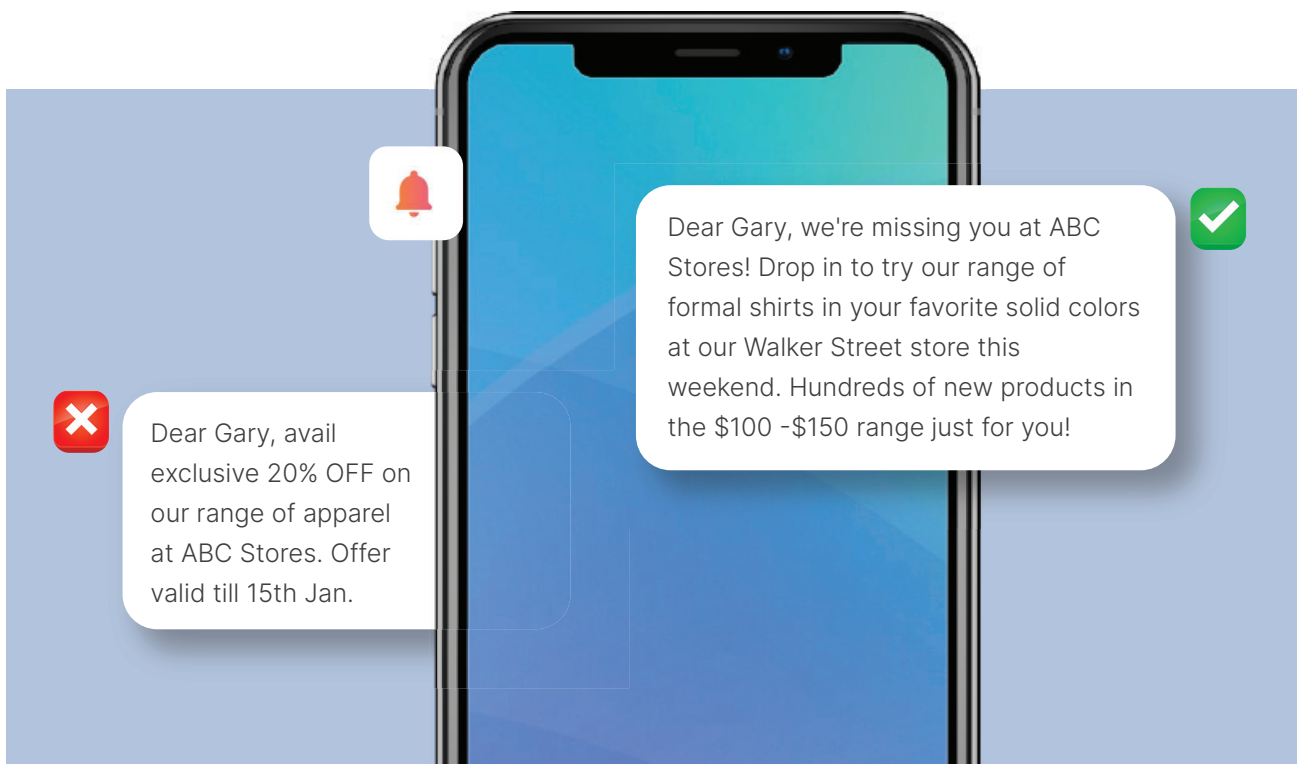 Dear Gary, we're missing you at ABC
Stores! Drop in to try our range of
formal shirts in your favorite solid colors
at our Walker Street store this
weekend. Hundreds of new products in
the $100 -$150 range just for you!
Dear Gary, avail
exclusive 20% OFF on
our range of apparel
at ABC Stores. Offer
valid till 15th Jan.